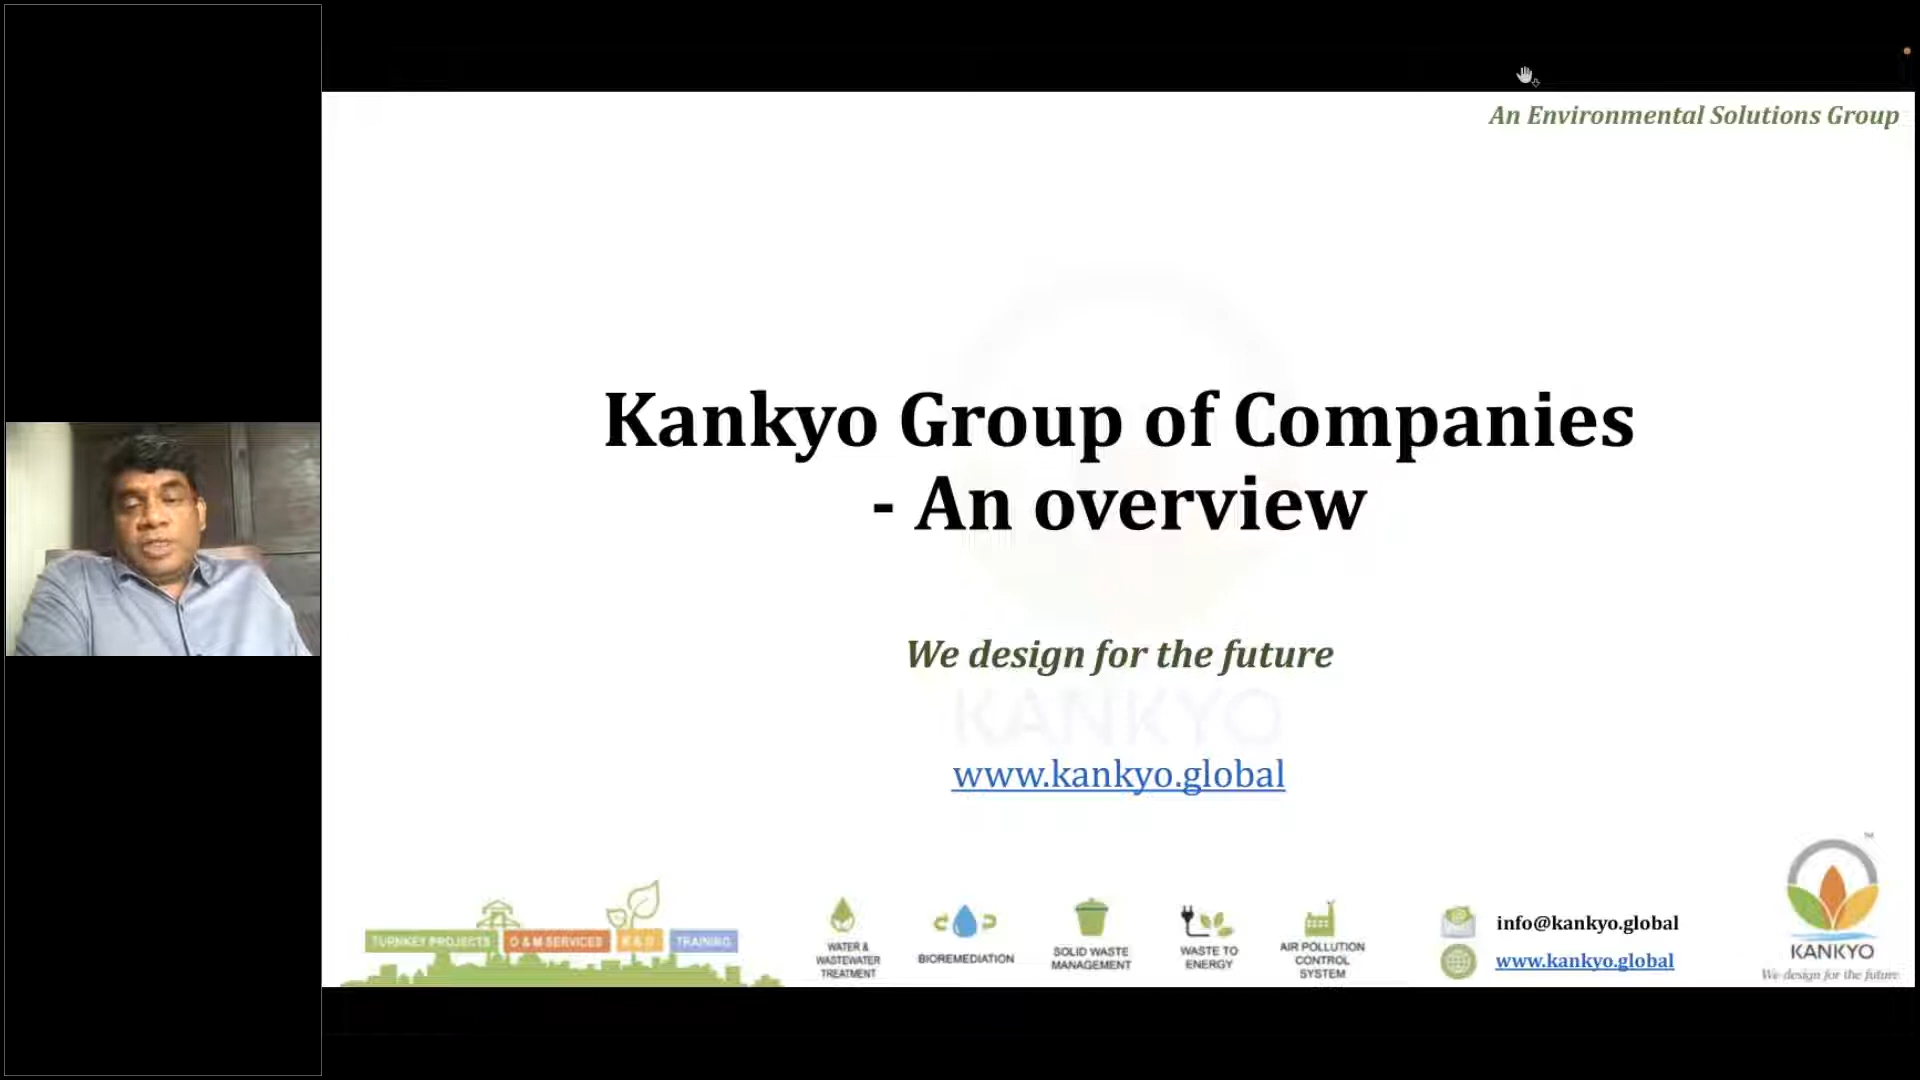 An Environmental Solutions Group
Kankyo Group of Companies
- An overview
We design for the future
KANKYO
www.kankyo.global
TURNKEY PROJECTS
O & M SERVICES
R & D
TRAINING
WATER &
WASTEWATER
TREATMENT
BIOREMEDIATION
SOLID WASTE
MANAGEMENT
WASTE TO
ENERGY
AIR POLLUTION
CONTROL
SYSTEM
info@kankyo.global
www.kankyo.global
TM
KANKYO
We design for the future